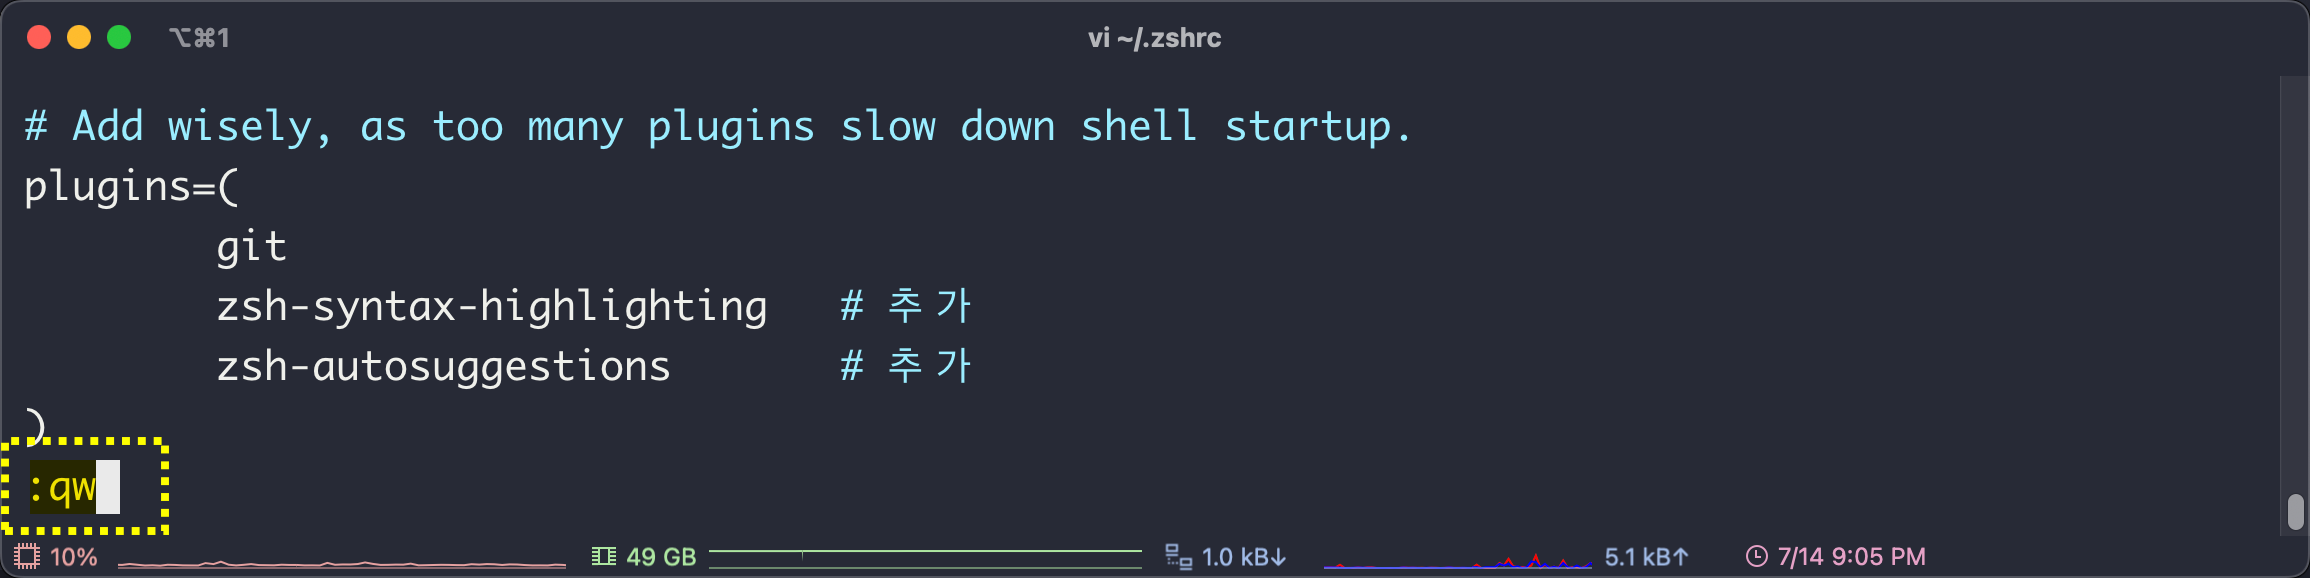 ⌥⌘1
vi ~/.zshrc
# Add wisely, as too many plugins slow down shell startup.
plugins=(
git
zsh-syntax-highlighting # 추가
zsh-autosuggestions # 추가
)
:qw
10% 49 GB 1.0 kB↓ 5.1 kB↑ 7/14 9:05 PM